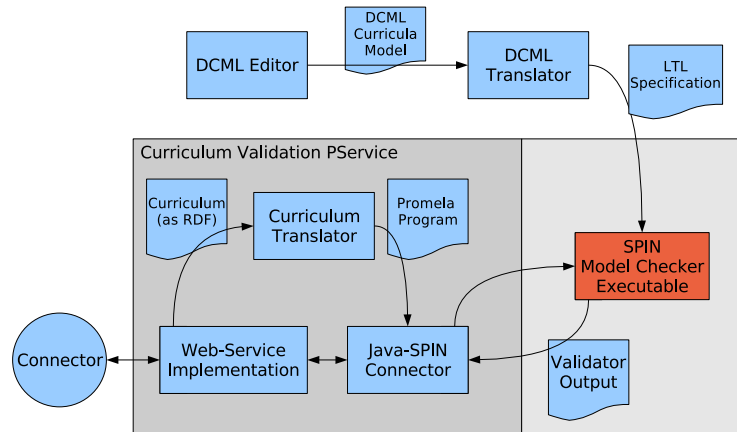 DCML Editor
DCML
Curricula
Model
DCML
Translator
LTL
Specification
Curriculum Validation PService
Curriculum
(as RDF)
Curriculum
Translator
Promela
Program
SPIN
Model Checker
Executable
Connector
Web-Service
Implementation
Java-SPIN
Connector
Validator
Output